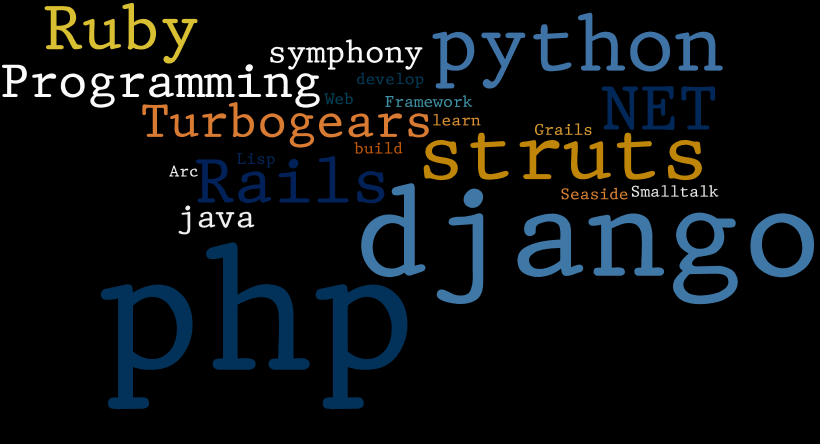 Ruby
python
symphony
Programming
develop
Web
Framework
NET
Turbogears
learn
Grails
build
struts
Lisp
Arc
Rails
Seaside
Smalltalk
java
django
php